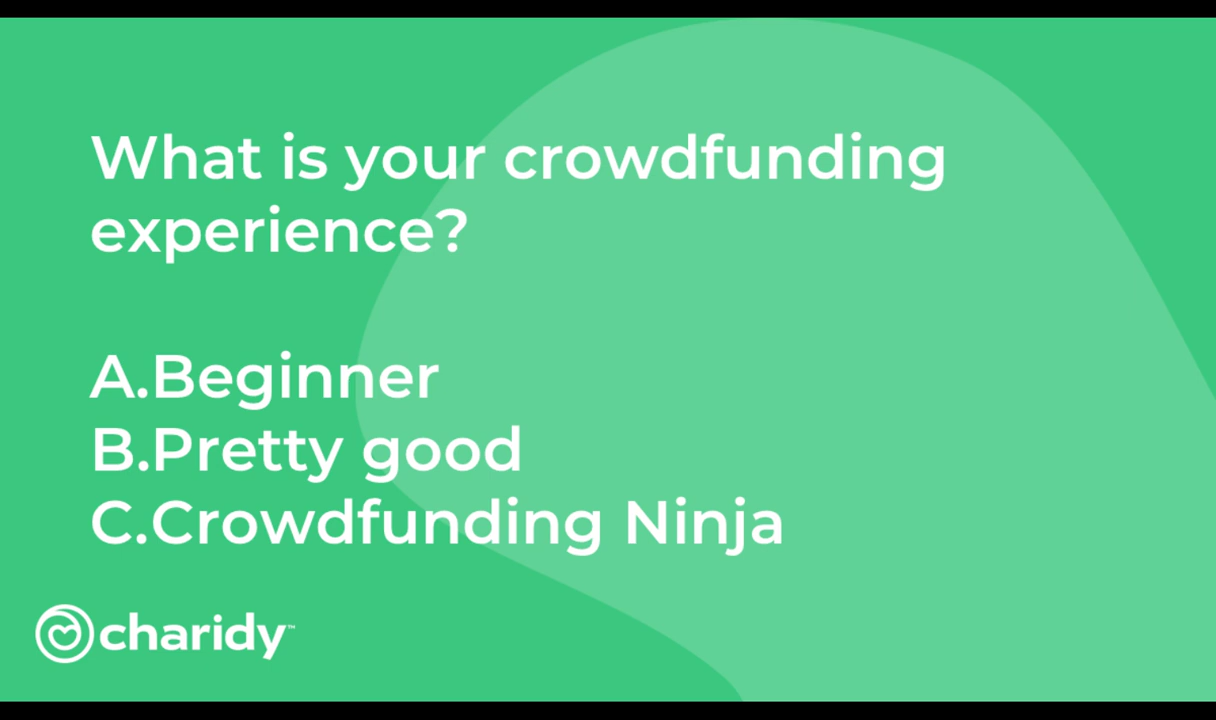 What is your crowdfunding
experience?
A.Beginner
B.Pretty good
C.Crowdfunding Ninja
charidy™